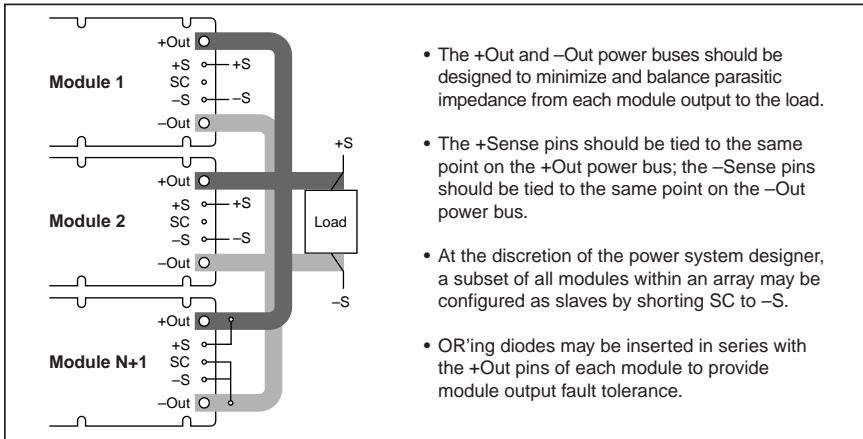 +Out
+S
+S
Module 1
SC
–S
–S
–Out
+S
+Out
+S
+S
Module 2
SC
Load
–S
–S
–Out
–S
+Out
+S
Module N+1
SC
–S
–Out
• The +Out and –Out power buses should be
designed to minimize and balance parasitic
impedance from each module output to the load.
• The +Sense pins should be tied to the same
point on the +Out power bus; the –Sense pins
should be tied to the same point on the –Out
power bus.
• At the discretion of the power system designer,
a subset of all modules within an array may be
configured as slaves by shorting SC to –S.
• OR'ing diodes may be inserted in series with
the +Out pins of each module to provide
module output fault tolerance.